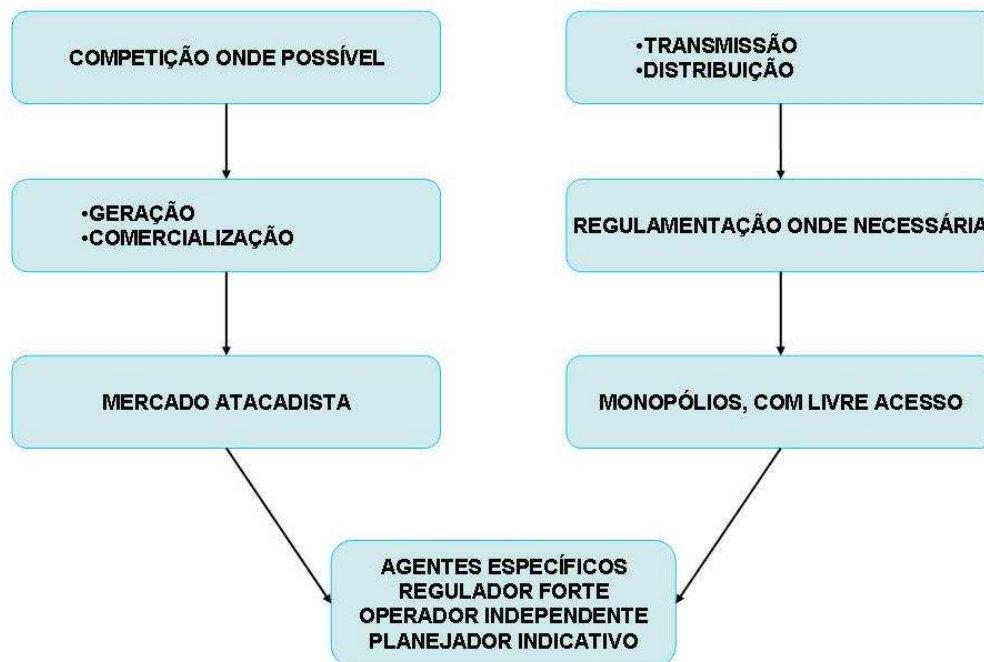 COMPETIÇÃO ONDE POSSÍVEL
•GERAÇÃO
•COMERCIALIZAÇÃO
MERCADO ATACADISTA
•TRANSMISSÃO
•DISTRIBUIÇÃO
REGULAMENTAÇÃO ONDE NECESSÁRIA
MONOPÓLIOS, COM LIVRE ACESSO
AGENTES ESPECÍFICOS
REGULADOR FORTE
OPERADOR INDEPENDENTE
PLANEJADOR INDICATIVO